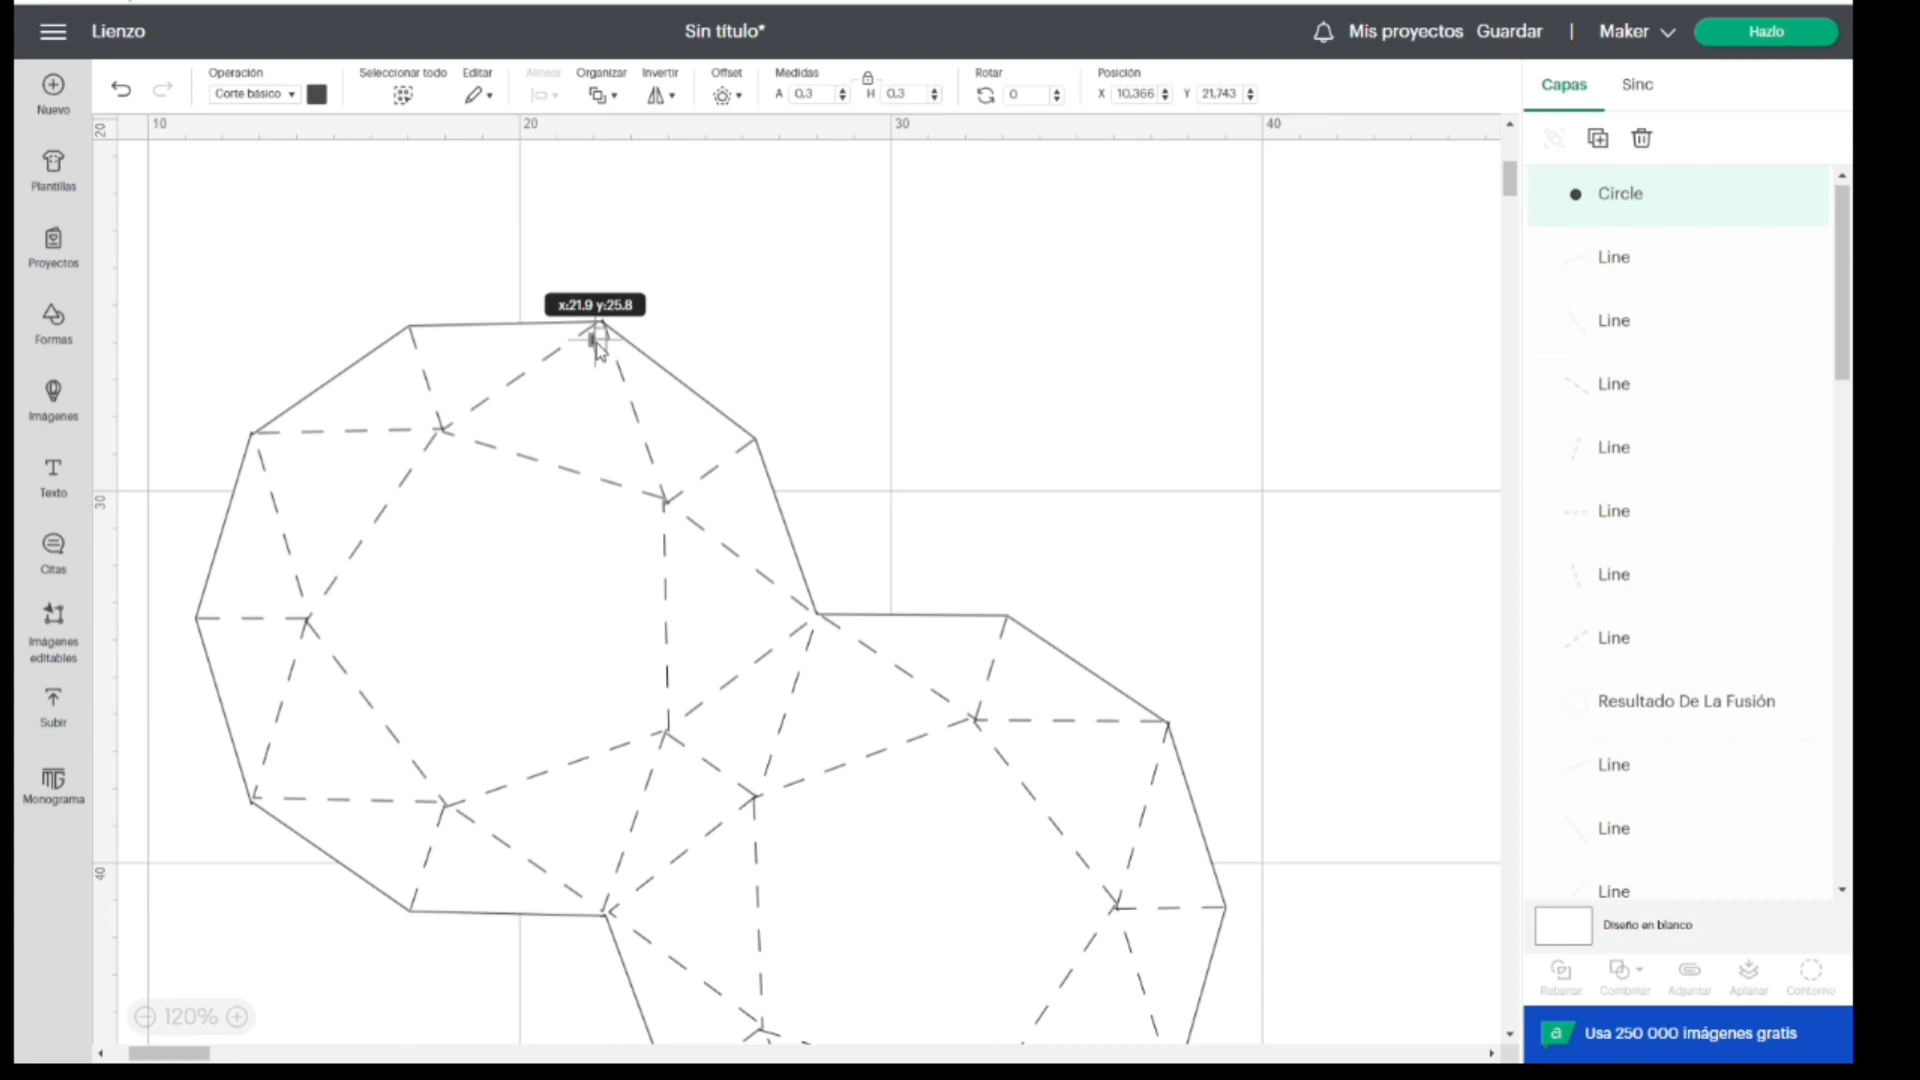 Lienzo
Sin título*
Mis proyectos
Guardar
|
Maker
Hazlo
Operación
Corte básico
Seleccionar todo
Editar
Alinear
Organizar
Invertir
Offset
Medidas
A 0,3
H 0,3
Rotar
0
Posición
X 10,366
Y 21,743
Capas
Sinc
Nuevo
Plantillas
Proyectos
Formas
Imágenes
Texto
Citas
Imágenes
editables
Subir
Monograma
10
20
30
40
20
30
40
x:21.9 y:25.8
120%
Circle
Line
Line
Line
Line
Line
Line
Line
Resultado De La Fusión
Line
Line
Line
Diseño en blanco
Rebanar
Combinar
Adjuntar
Aplanar
Contorno
a
Usa 250 000 imágenes gratis